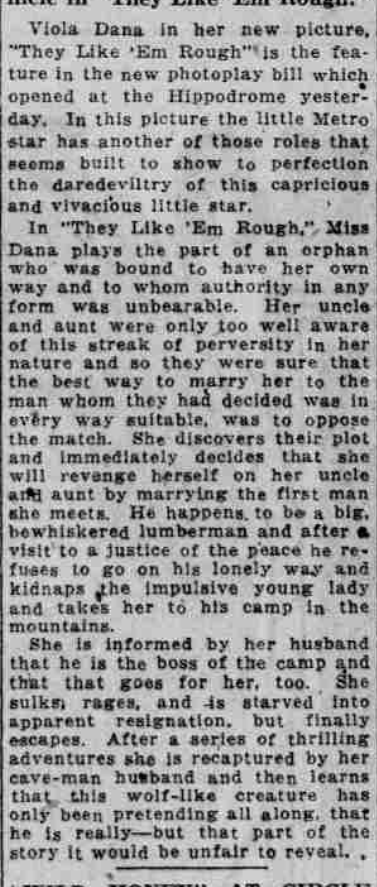 in "They Like 'Em Rough."
Viola Dana in her new picture,
"They Like 'Em Rough" is the fea-
ture in the new photoplay bill which
opened at the Hippodrome yester-
day. In this picture the little Metro
star has another of those roles that
seems built to show to perfection
the daredeviltry of this capricious
and vivacious little star.
In "They Like 'Em Rough," Miss
Dana plays the part of an orphan
who was bound to have her own
way and to whom authority in any
form was unbearable. Her uncle
and aunt were only too well aware
of this streak of perversity in her
nature and so they were sure that
the best way to marry her to the
man whom they had decided was in
every way suitable, was to oppose
the match. She discovers their plot
and immediately decides that she
will revenge herself on her uncle
and aunt by marrying the first man
she meets. He happens to be a big,
bewhiskered lumberman and after a
visit to a justice of the peace he re-
fuses to go on his lonely way and
kidnaps the impulsive young lady
and takes her to his camp in the
mountains.
She is informed by her husband
that he is the boss of the camp and
that that goes for her, too. She
sulks, rages, and is starved into
apparent resignation, but finally
escapes. After a series of thrilling
adventures she is recaptured by her
cave-man husband and then learns
that this wolf-like creature has
only been pretending all along, that
he is really—but that part of the
story it would be unfair to reveal.